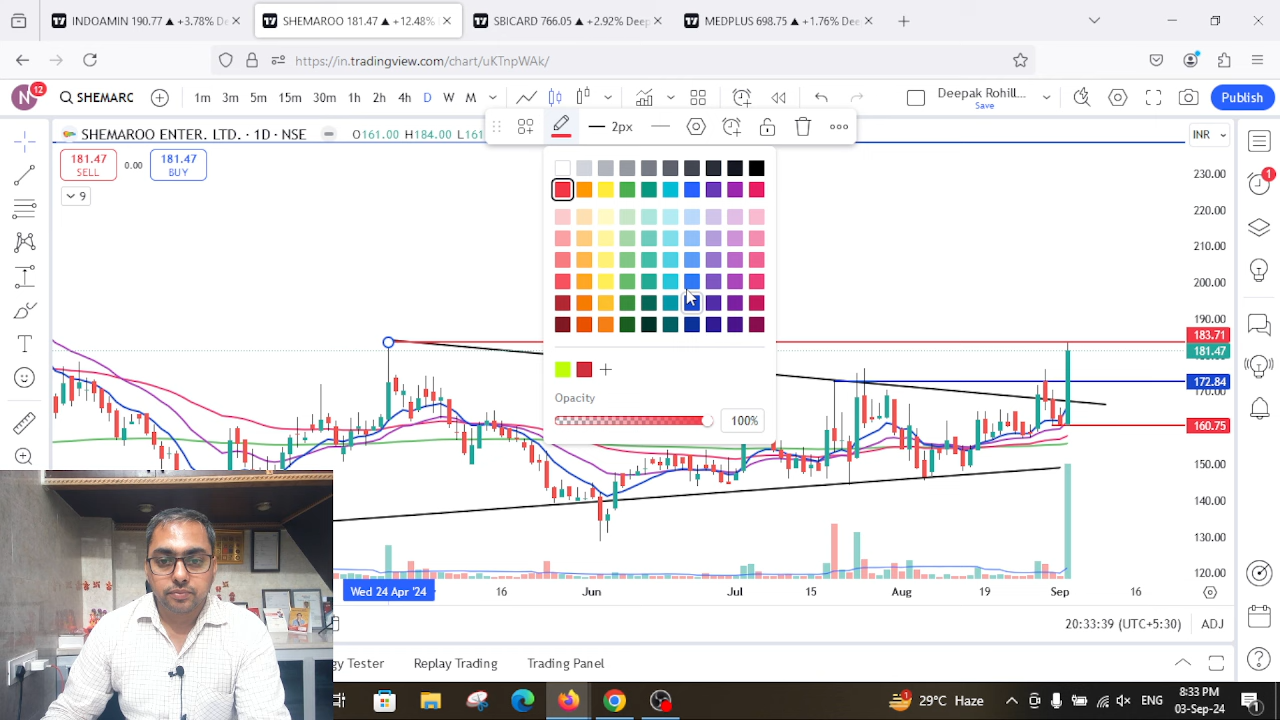 INDOAMIN 190.77 ▲ +3.78% De
SHEMAROO 181.47 ▲ +12.48%
SBICARD 766.05 ▲ +2.92% Deep
MEDPLUS 698.75 ▲ +1.76% Dee
https://in.tradingview.com/chart/uKTnpWAk/
N 12 SHEMARC 1m 3m 5m 15m 30m 1h 2h 4h D W M Deepak Rohill... Save Publish
2px
SHEMAROO ENTER. LTD. · 1D · NSE O161.00 H184.00 L161 INR
181.47 SELL 0.00 181.47 BUY
9
1
230.00
220.00
210.00
200.00
190.00
183.71
181.47
172.84
170.00
160.75
150.00
140.00
130.00
120.00
Opacity
100%
Wed 24 Apr '24 16 Jun Jul 15 Aug 19 Sep 16
20:33:39 (UTC+5:30) ADJ
gy Tester Replay Trading Trading Panel
1 29°C Haze ENG 8:33 PM 03-Sep-24 1